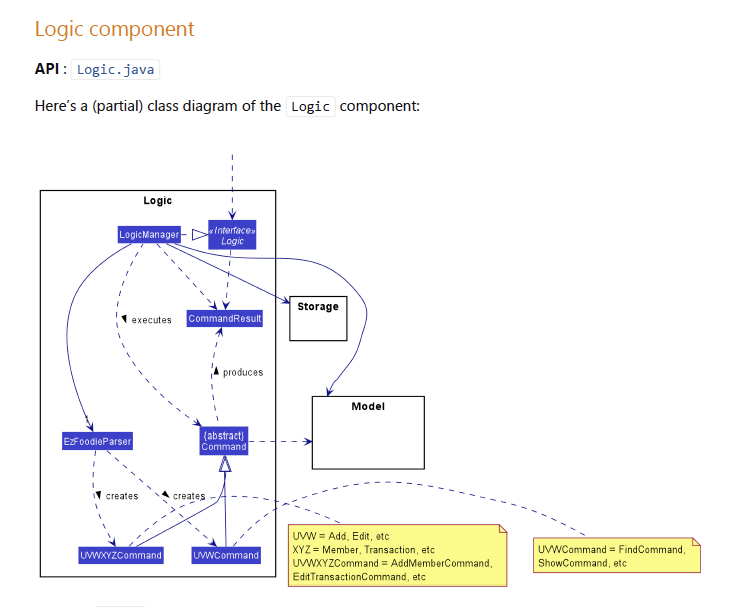 Logic component
API : Logic.java
Here's a (partial) class diagram of the Logic component:
Logic
LogicManager
«Interface»
Logic
Storage
CommandResult
executes
produces
Model
1
EzFoodieParser
{abstract}
Command
creates
creates
UVWXYZCommand
UVWCommand
UVW = Add, Edit, etc
XYZ = Member, Transaction, etc
UVWXYZCommand = AddMemberCommand,
EditTransactionCommand, etc
UVWCommand = FindCommand,
ShowCommand, etc